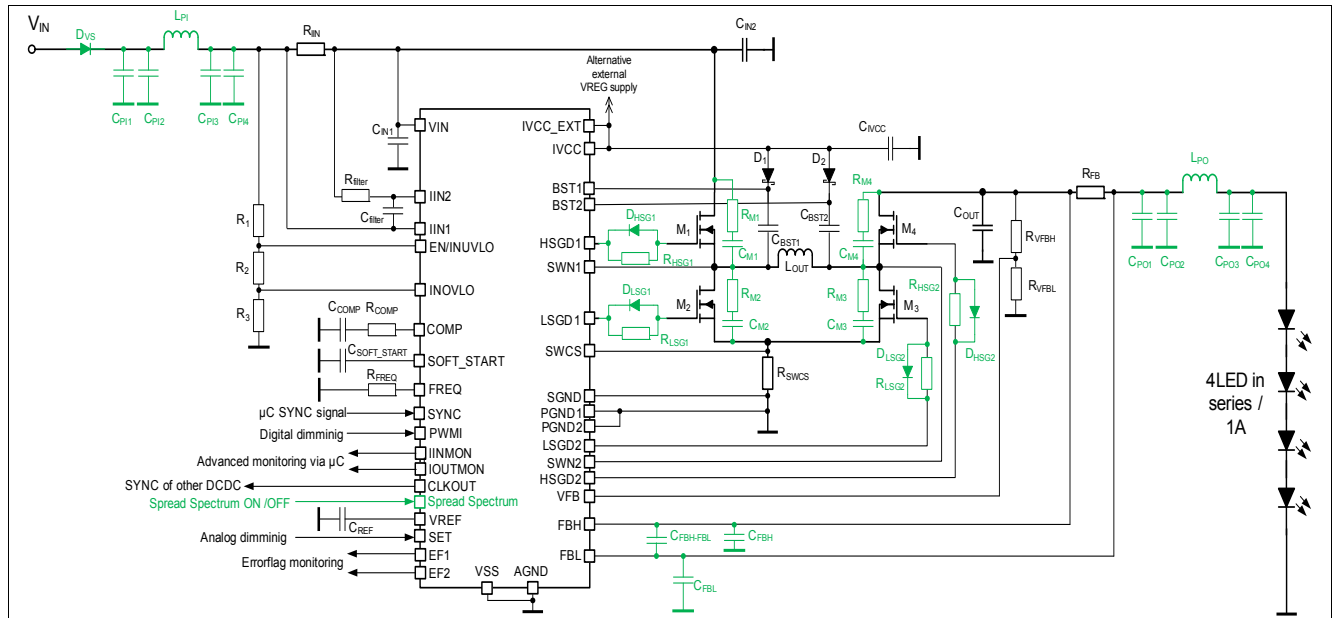 VIN
DVS
LPI
RIIN
CIN2
CPI1
CPI2
CPI3
CPI4
Alternative
external
VREG supply
CIN1
VIN
IVCC_EXT
IVCC
CIVCC
D1
D2
BST1
BST2
Rfilter
IIN2
Cfilter
IIN1
R1
EN/INUVLO
R2
INOVLO
R3
HSGD1
SWN1
LSGD1
DHSG1
RHSG1
DLSG1
RLSG1
M1
RM1
CM1
CBST1
CBST2
LOUT
RM4
CM4
M4
M2
RM2
CM2
RM3
CM3
M3
COUT
RVFBH
RVFBL
RFB
LPO
CPO1
CPO2
CPO3
CPO4
RHSG2
DHSG2
DLSG2
RLSG2
CCOMP
RCOMP
COMP
CSOFT_START
SOFT_START
RFREQ
FREQ
SWCS
RSWCS
SGND
PGND1
PGND2
LSGD2
SWN2
HSGD2
VFB
FBH
FBL
CFBH-FBL
CFBH
CFBL
4LED in
series /
1A
µC SYNC signal
SYNC
Digital dimminig
PWMI
IINMON
Advanced monitoring via µC
IOUTMON
SYNC of other DCDC
CLKOUT
Spread Spectrum ON /OFF
Spread Spectrum
CREF
VREF
Analog dimminig
SET
EF1
Errorflag monitoring
EF2
VSS
AGND